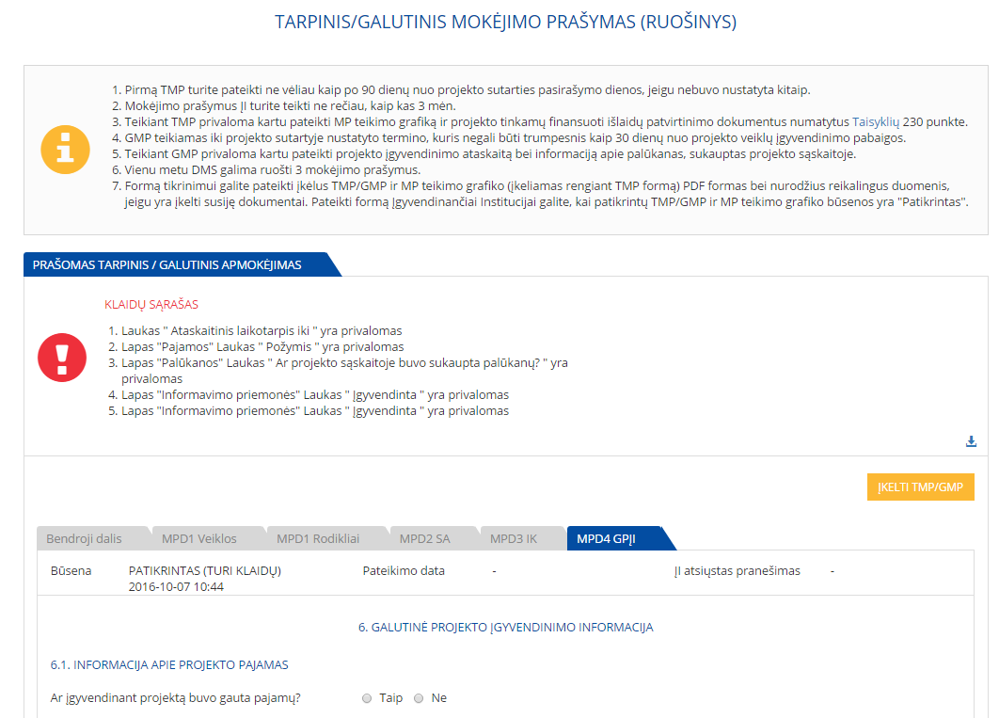 TARPINIS/GALUTINIS MOKĖJIMO PRAŠYMAS (RUOŠINYS)
1. Pirmą TMP turite pateikti ne vėliau kaip po 90 dienų nuo projekto sutarties pasirašymo dienos, jeigu nebuvo nustatyta kitaip.
2. Mokėjimo prašymus ĮI turite teikti ne rečiau, kaip kas 3 mėn.
3. Teikiant TMP privaloma kartu pateikti MP teikimo grafiką ir projekto tinkamų finansuoti išlaidų patvirtinimo dokumentus numatytus Taisyklių 230 punkte.
4. GMP teikiamas iki projekto sutartyje nustatyto termino, kuris negali būti trumpesnis kaip 30 dienų nuo projekto veiklų įgyvendinimo pabaigos.
5. Teikiant GMP privaloma kartu pateikti projekto įgyvendinimo ataskaitą bei informaciją apie palūkanas, sukauptas projekto sąskaitoje.
6. Vienu metu DMS galima ruošti 3 mokėjimo prašymus.
7. Formą tikrinimui galite pateikti įkėlus TMP/GMP ir MP teikimo grafiko (įkeliamas rengiant TMP formą) PDF formas bei nurodžius reikalingus duomenis,
jeigu yra įkelti susiję dokumentai. Pateikti formą Įgyvendinančiai Institucijai galite, kai patikrintų TMP/GMP ir MP teikimo grafiko būsenos yra "Patikrintas".
PRAŠOMAS TARPINIS / GALUTINIS APMOKĖJIMAS
KLAIDŲ SĄRAŠAS
1. Laukas " Ataskaitinis laikotarpis iki " yra privalomas
2. Lapas "Pajamos" Laukas " Požymis " yra privalomas
3. Lapas "Palūkanos" Laukas " Ar projekto sąskaitoje buvo sukaupta palūkanų? " yra
privalomas
4. Lapas "Informavimo priemonės" Laukas " Įgyvendinta " yra privalomas
5. Lapas "Informavimo priemonės" Laukas " Įgyvendinta " yra privalomas
ĮKELTI TMP/GMP
Bendroji dalis MPD1 Veiklos MPD1 Rodikliai MPD2 SA MPD3 IK MPD4 GPĮI
Būsena PATIKRINTAS (TURI KLAIDŲ) Pateikimo data - ĮI atsiųstas pranešimas -
2016-10-07 10:44
6. GALUTINĖ PROJEKTO ĮGYVENDINIMO INFORMACIJA
6.1. INFORMACIJA APIE PROJEKTO PAJAMAS
Ar įgyvendinant projektą buvo gauta pajamų? Taip Ne